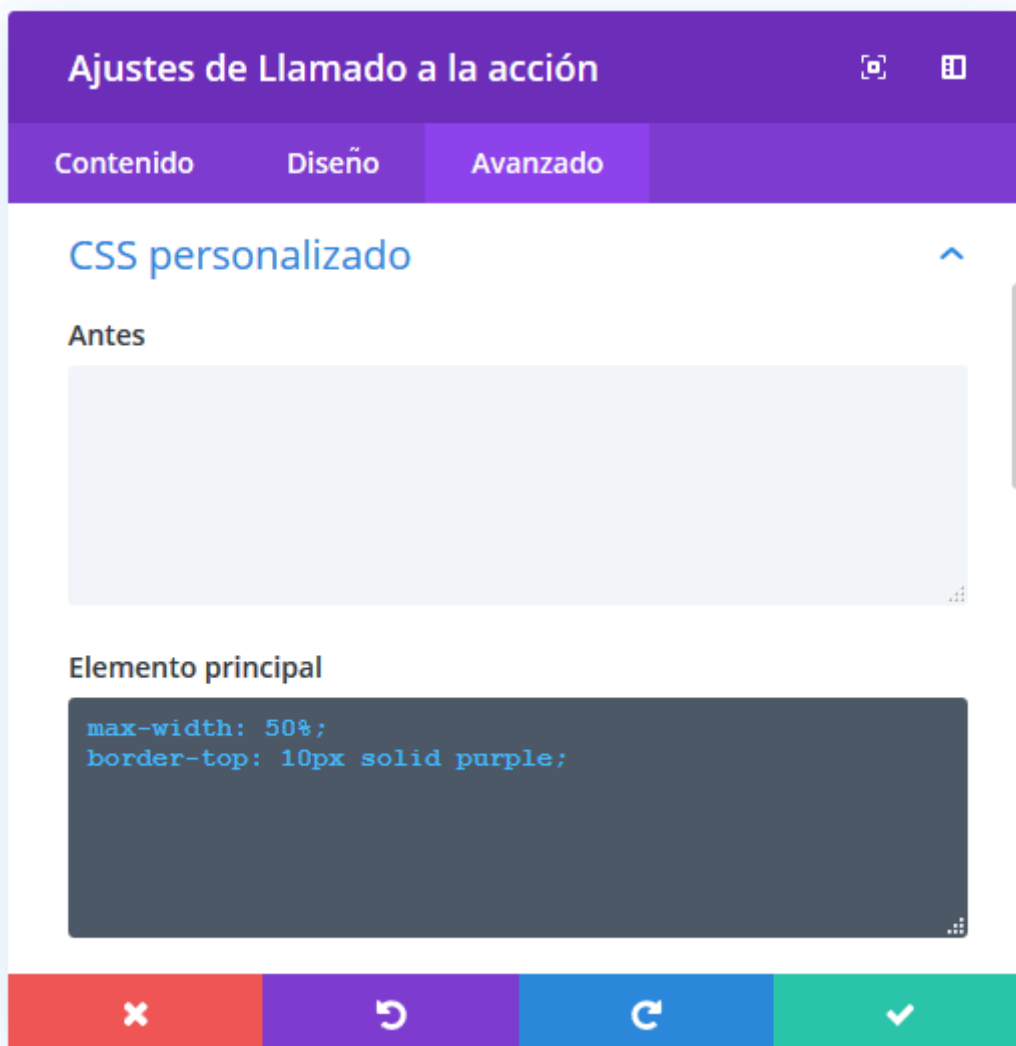 Ajustes de Llamado a la acción
Contenido Diseño Avanzado
CSS personalizado
Antes
Elemento principal
max-width: 50%;
border-top: 10px solid purple;